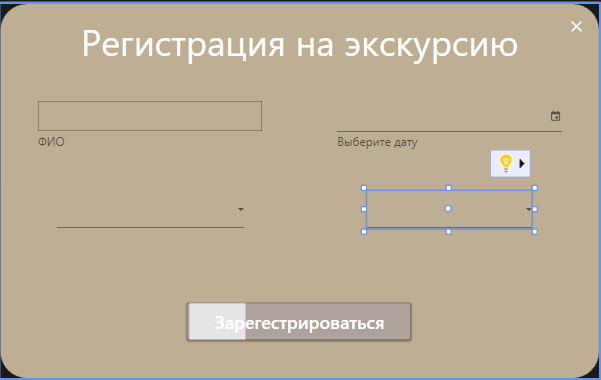 Регистрация на экскурсию
ФИО
Выберите дату
Зарегестрироваться